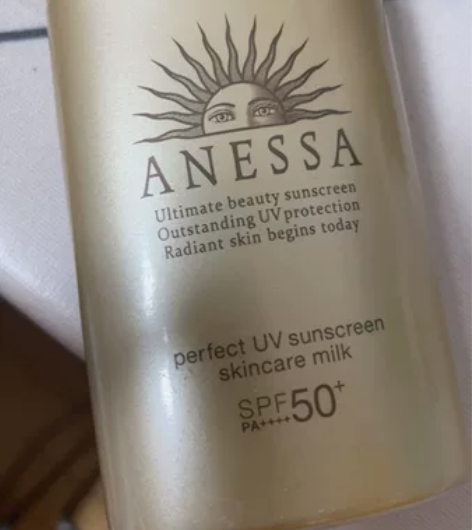 ANESSA
Ultimate beauty sunscreen
Outstanding UV protection
Radiant skin begins today
perfect UV sunscreen
skincare milk
SPF50+
PA++++